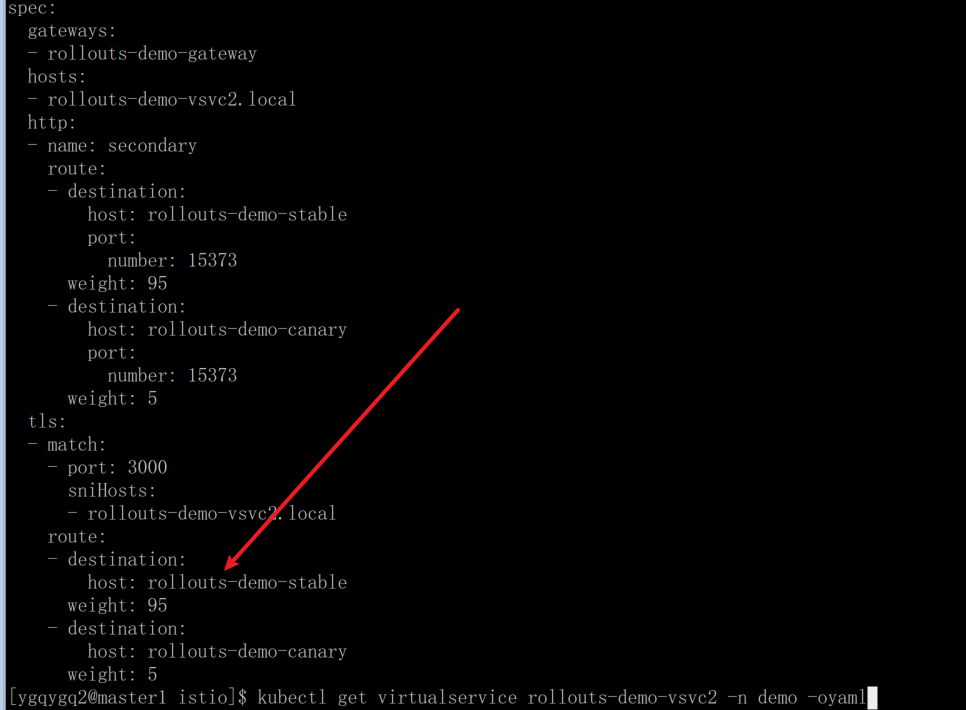 spec:
  gateways:
  - rollouts-demo-gateway
  hosts:
  - rollouts-demo-vsvc2.local
  http:
  - name: secondary
    route:
    - destination:
        host: rollouts-demo-stable
        port:
          number: 15373
      weight: 95
    - destination:
        host: rollouts-demo-canary
        port:
          number: 15373
      weight: 5
  tls:
  - match:
    - port: 3000
      sniHosts:
      - rollouts-demo-vsvc2.local
    route:
    - destination:
        host: rollouts-demo-stable
      weight: 95
    - destination:
        host: rollouts-demo-canary
      weight: 5
[ygqygq2@master1 istio]$ kubectl get virtualservice rollouts-demo-vsvc2 -n demo -oyaml